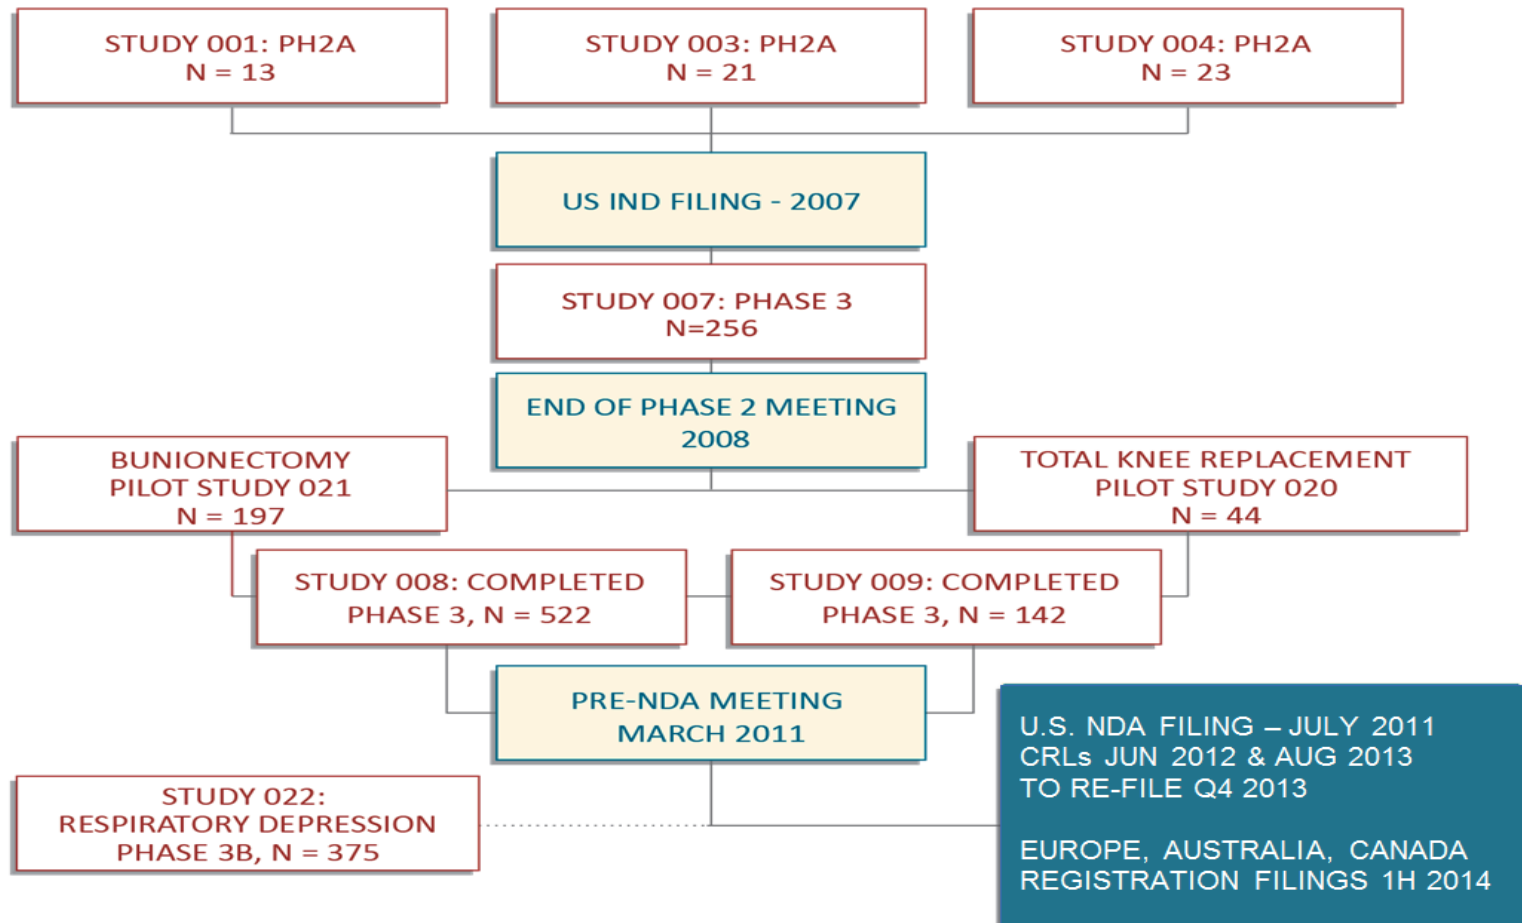 STUDY 001: PH2A
N = 13
STUDY 003: PH2A
N = 21
STUDY 004: PH2A
N = 23
US IND FILING - 2007
STUDY 007: PHASE 3
N=256
END OF PHASE 2 MEETING
2008
BUNIONECTOMY
PILOT STUDY 021
N = 197
TOTAL KNEE REPLACEMENT
PILOT STUDY 020
N = 44
STUDY 008: COMPLETED
PHASE 3, N = 522
STUDY 009: COMPLETED
PHASE 3, N = 142
PRE-NDA MEETING
MARCH 2011
STUDY 022:
RESPIRATORY DEPRESSION
PHASE 3B, N = 375
U.S. NDA FILING – JULY 2011
CRLs JUN 2012 & AUG 2013
TO RE-FILE Q4 2013
EUROPE, AUSTRALIA, CANADA
REGISTRATION FILINGS 1H 2014